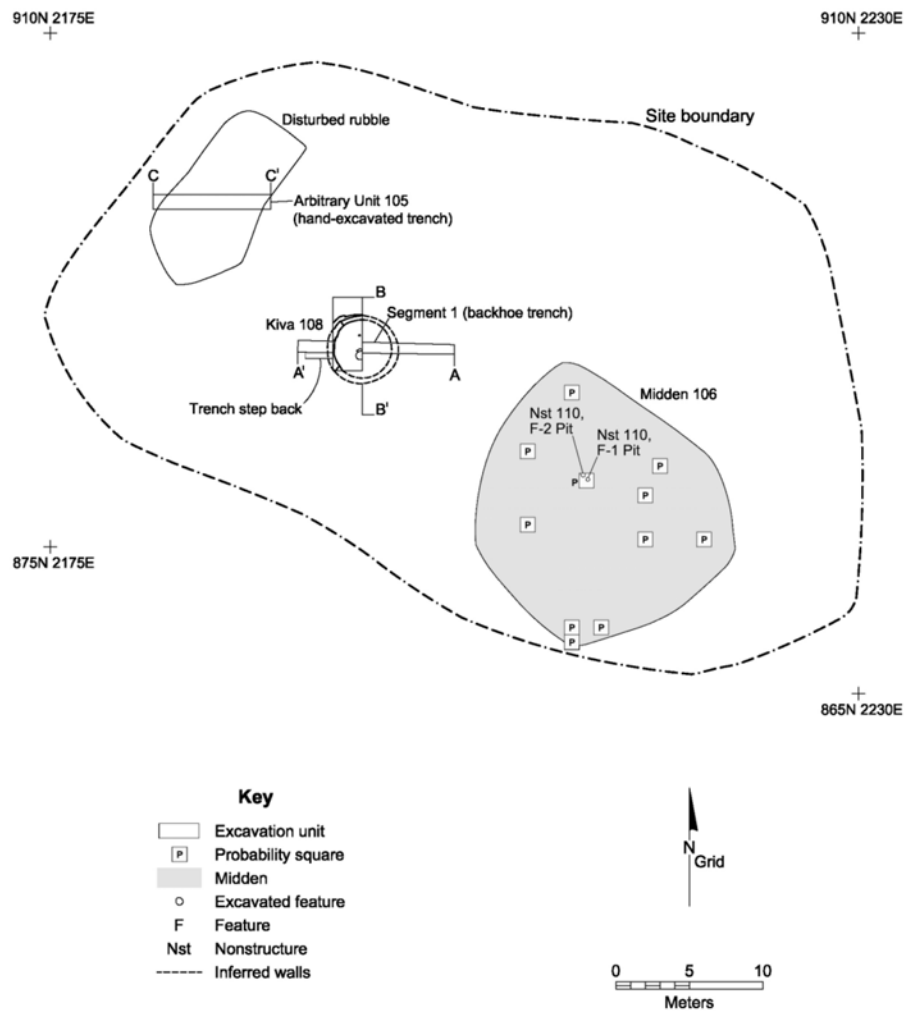 910N 2175E
910N 2230E
Site boundary
Disturbed rubble
C
C'
Arbitrary Unit 105
(hand-excavated trench)
B
Segment 1 (backhoe trench)
Kiva 108
A'
A
Trench step back
B'
Midden 106
P
Nst 110,
F-2 Pit
Nst 110,
F-1 Pit
P
P
P
P
P
P
P
P
P
P
875N 2175E
865N 2230E
Key
Excavation unit
P
Probability square
Midden
Excavated feature
F
Feature
Nst
Nonstructure
Inferred walls
N
Grid
0
5
10
Meters